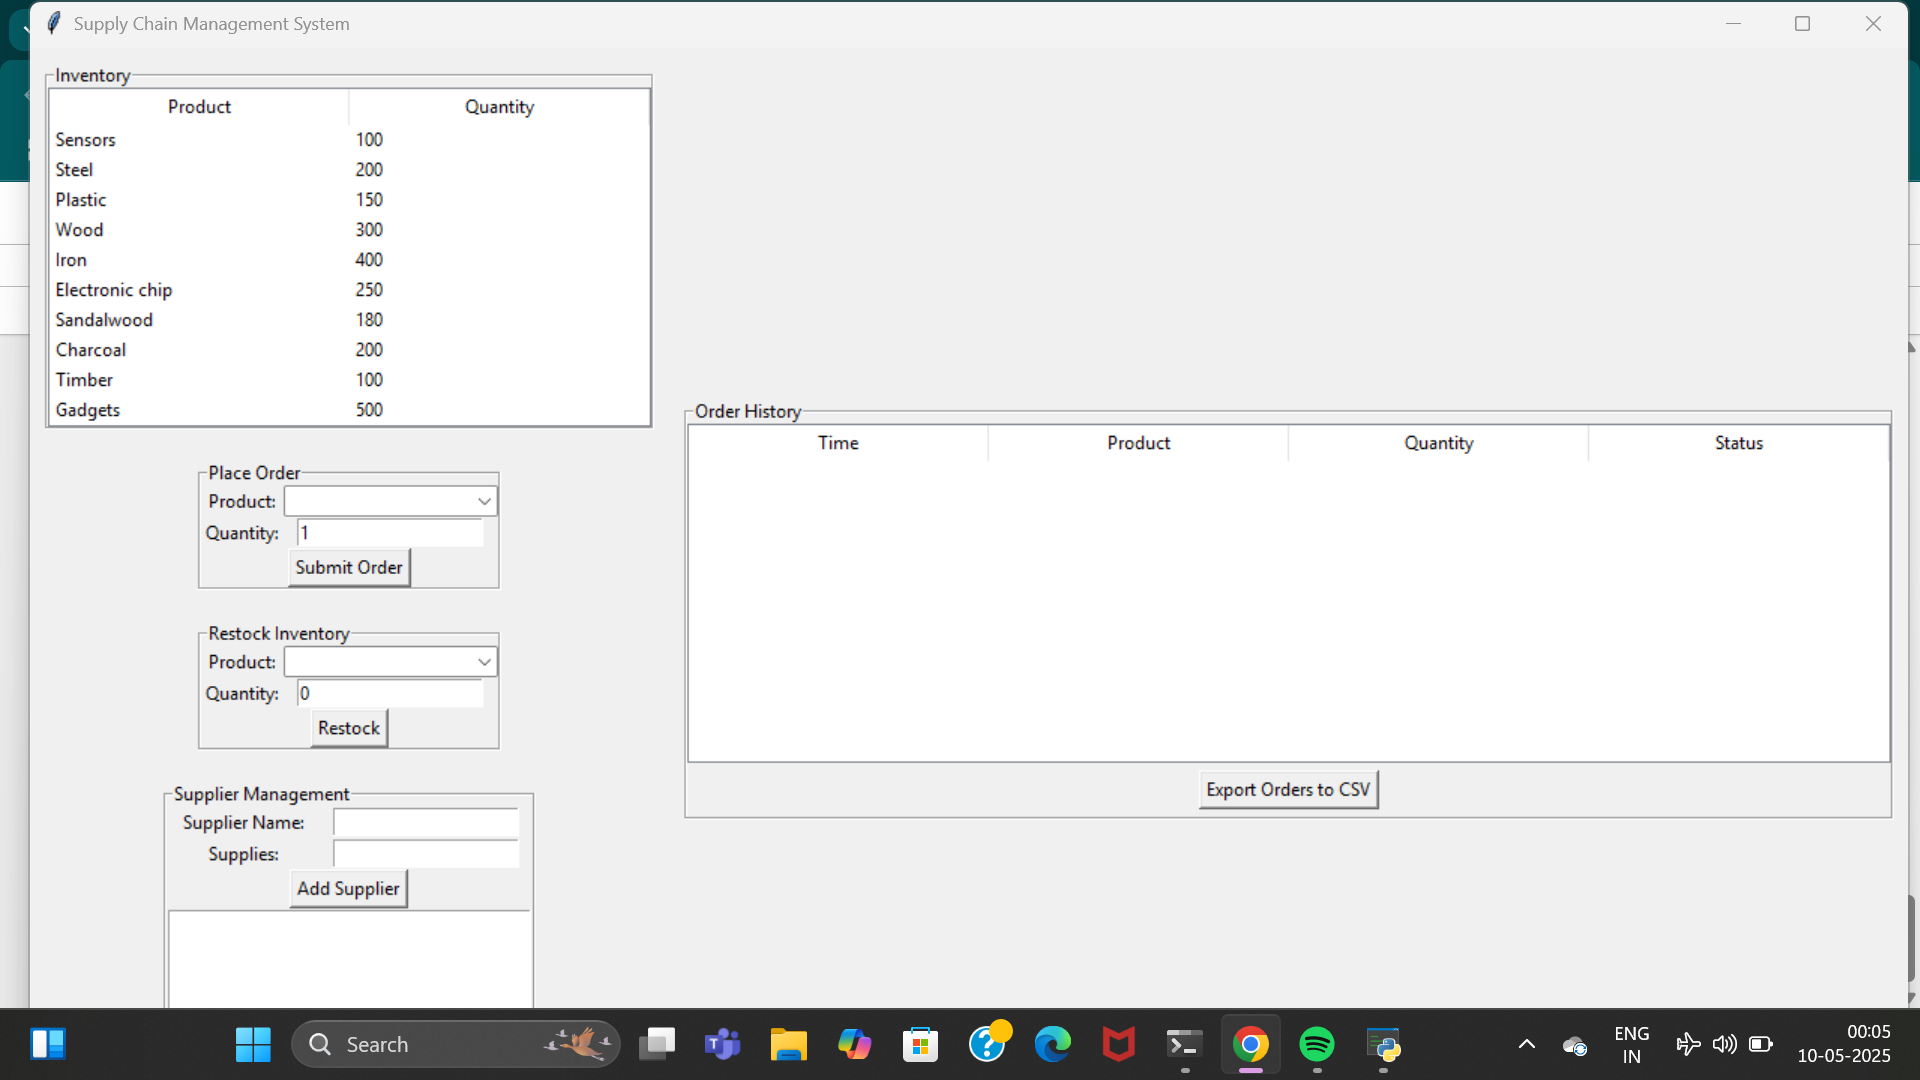 Supply Chain Management System
Inventory
Product Quantity
Sensors 100
Steel 200
Plastic 150
Wood 300
Iron 400
Electronic chip 250
Sandalwood 180
Charcoal 200
Timber 100
Gadgets 500
Place Order
Product:
Quantity: 1
Submit Order
Restock Inventory
Product:
Quantity: 0
Restock
Supplier Management
Supplier Name:
Supplies:
Add Supplier
Order History
Time Product Quantity Status
Export Orders to CSV
Search
ENG
IN
00:05
10-05-2025